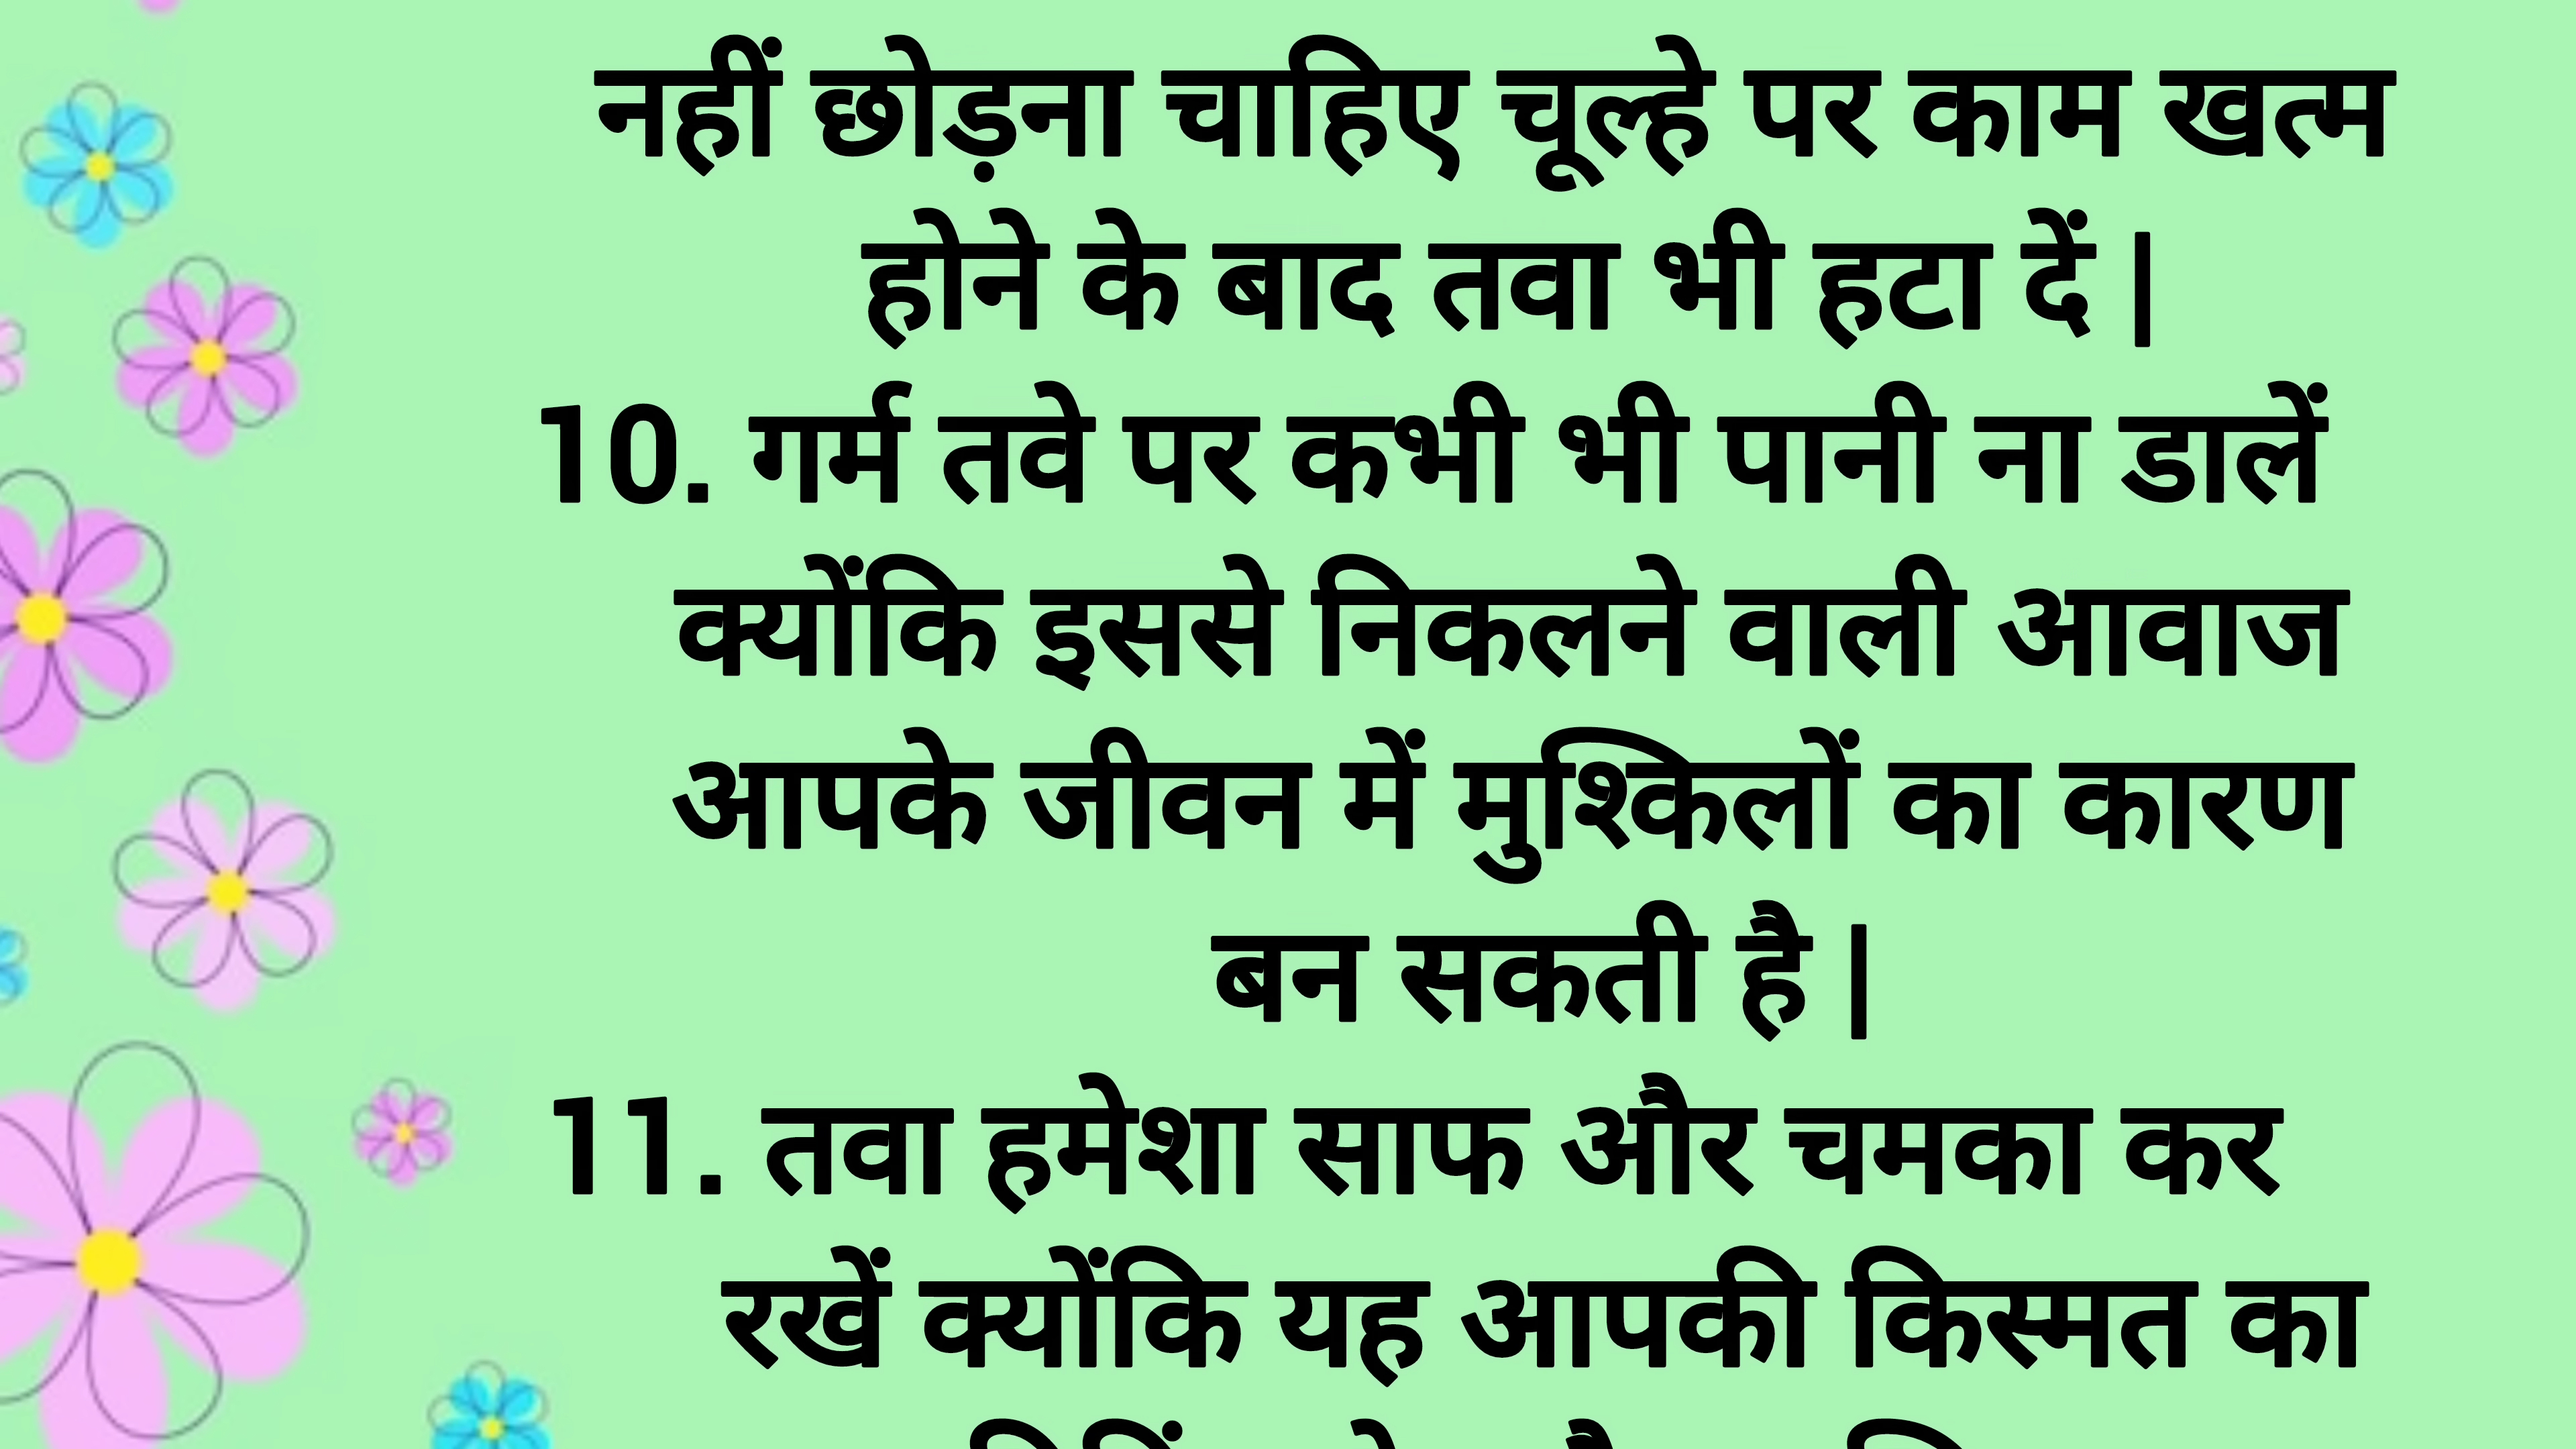 नहीं छोड़ना चाहिए चूल्हे पर काम खत्म
होने के बाद तवा भी हटा दें |
10. गर्म तवे पर कभी भी पानी ना डालें
क्योंकि इससे निकलने वाली आवाज
आपके जीवन में मुश्किलों का कारण
बन सकती है |
11. तवा हमेशा साफ और चमका कर
रखें क्योंकि यह आपकी किस्मत का